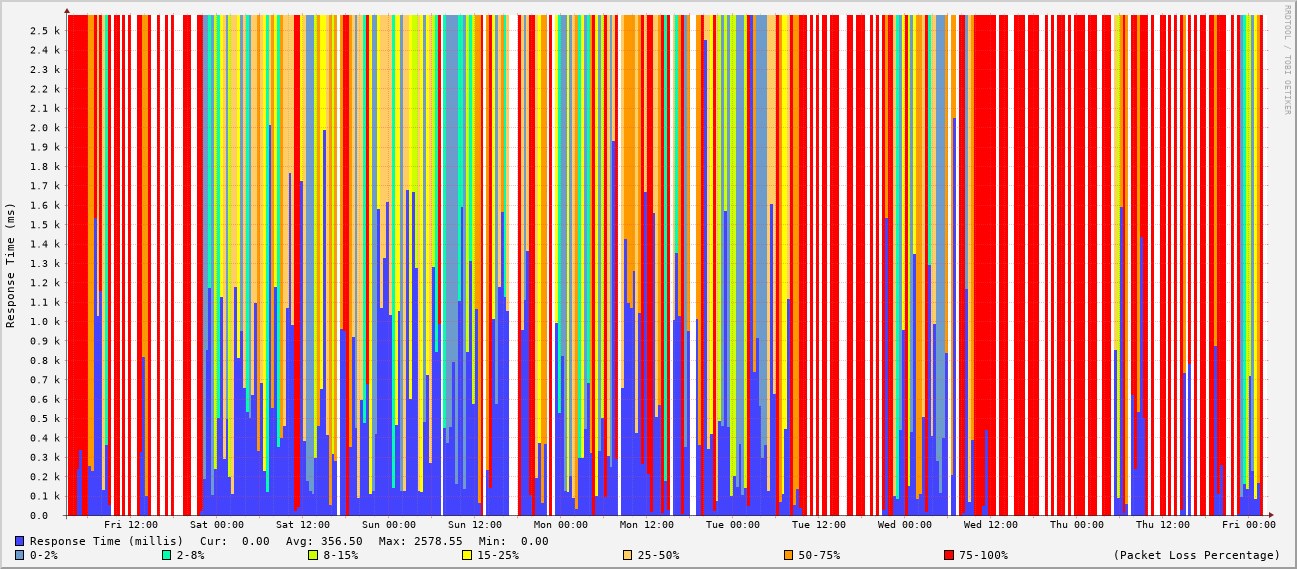 RRDTOOL / TOBI OETIKER
Response Time (ms)
2.5 k
2.4 k
2.3 k
2.2 k
2.1 k
2.0 k
1.9 k
1.8 k
1.7 k
1.6 k
1.5 k
1.4 k
1.3 k
1.2 k
1.1 k
1.0 k
0.9 k
0.8 k
0.7 k
0.6 k
0.5 k
0.4 k
0.3 k
0.2 k
0.1 k
0.0
Fri 12:00 Sat 00:00 Sat 12:00 Sun 00:00 Sun 12:00 Mon 00:00 Mon 12:00 Tue 00:00 Tue 12:00 Wed 00:00 Wed 12:00 Thu 00:00 Thu 12:00 Fri 00:00
Response Time (millis) Cur: 0.00 Avg: 356.50 Max: 2578.55 Min: 0.00
0-2% 2-8% 8-15% 15-25% 25-50% 50-75% 75-100% (Packet Loss Percentage)